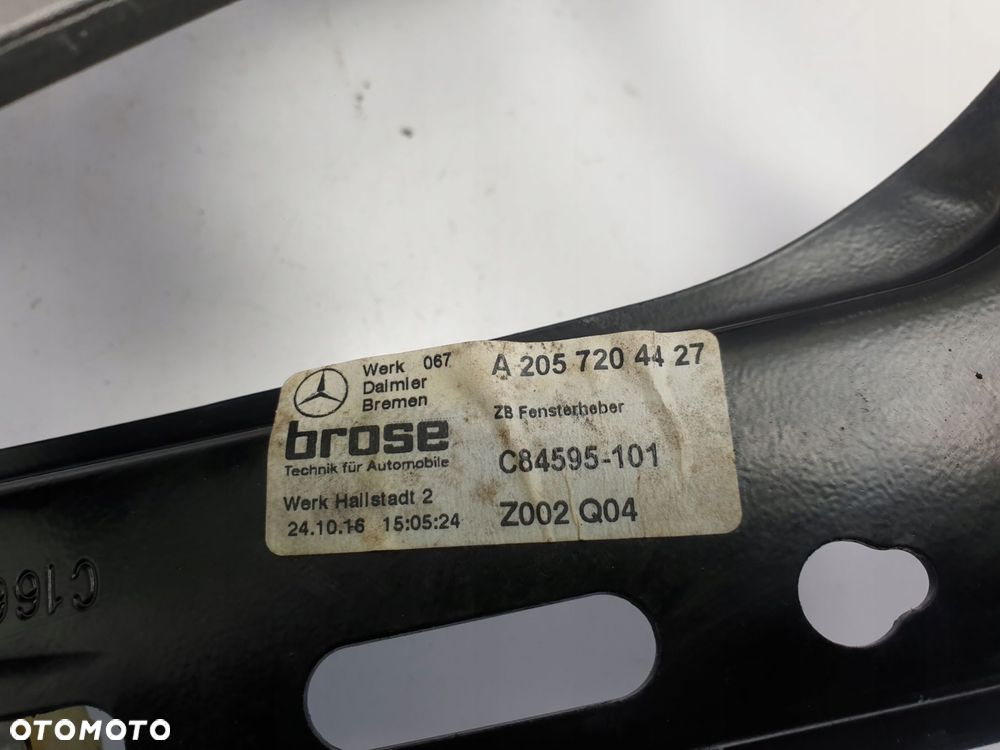 Werk 067
Daimler
Bremen
A 205 720 44 27
ZB Fensterheber
brose
Technik für Automobile
C84595-101
Werk Hallstadt 2
24.10.16 15:05:24
Z002 Q04
OTOMOTO